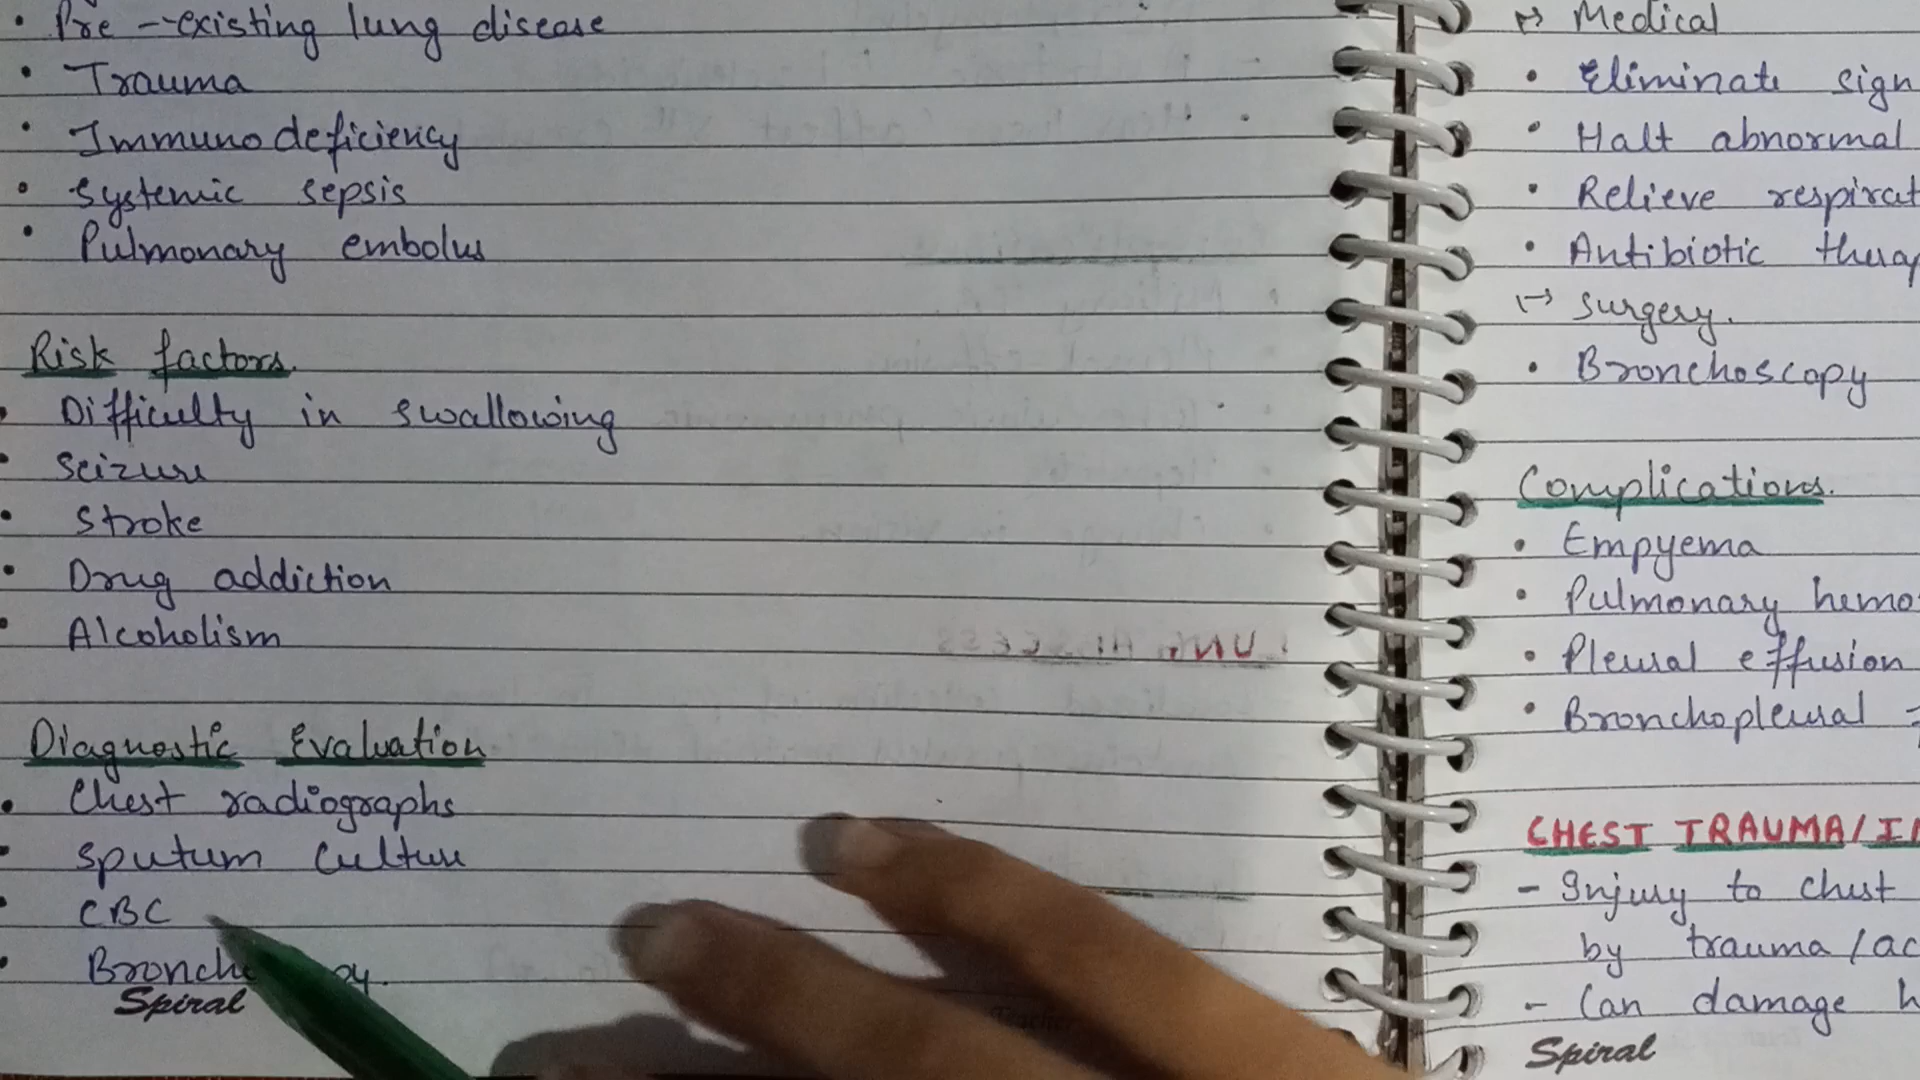 • Pre-existing lung disease
• Trauma
• Immunodeficiency
• Systemic sepsis
• Pulmonary embolus
Risk factors.
• Difficulty in swallowing
• Seizure
• Stroke
• Drug addiction
• Alcoholism
Diagnostic Evaluation
• Chest radiographs
• Sputum Culture
• CBC
Spiral
↦ Medical
• Eliminate sign
• Halt abnormal
• Relieve
• Antibiotic
↦ Surgery.
• Bronchoscopy
Complications.
• Empyema
• Pulmonary
• Pleural effusion
• Bronchopleural
CHEST TRAUMA/
- Injury to chest
by trauma/
- Can damage
Spiral